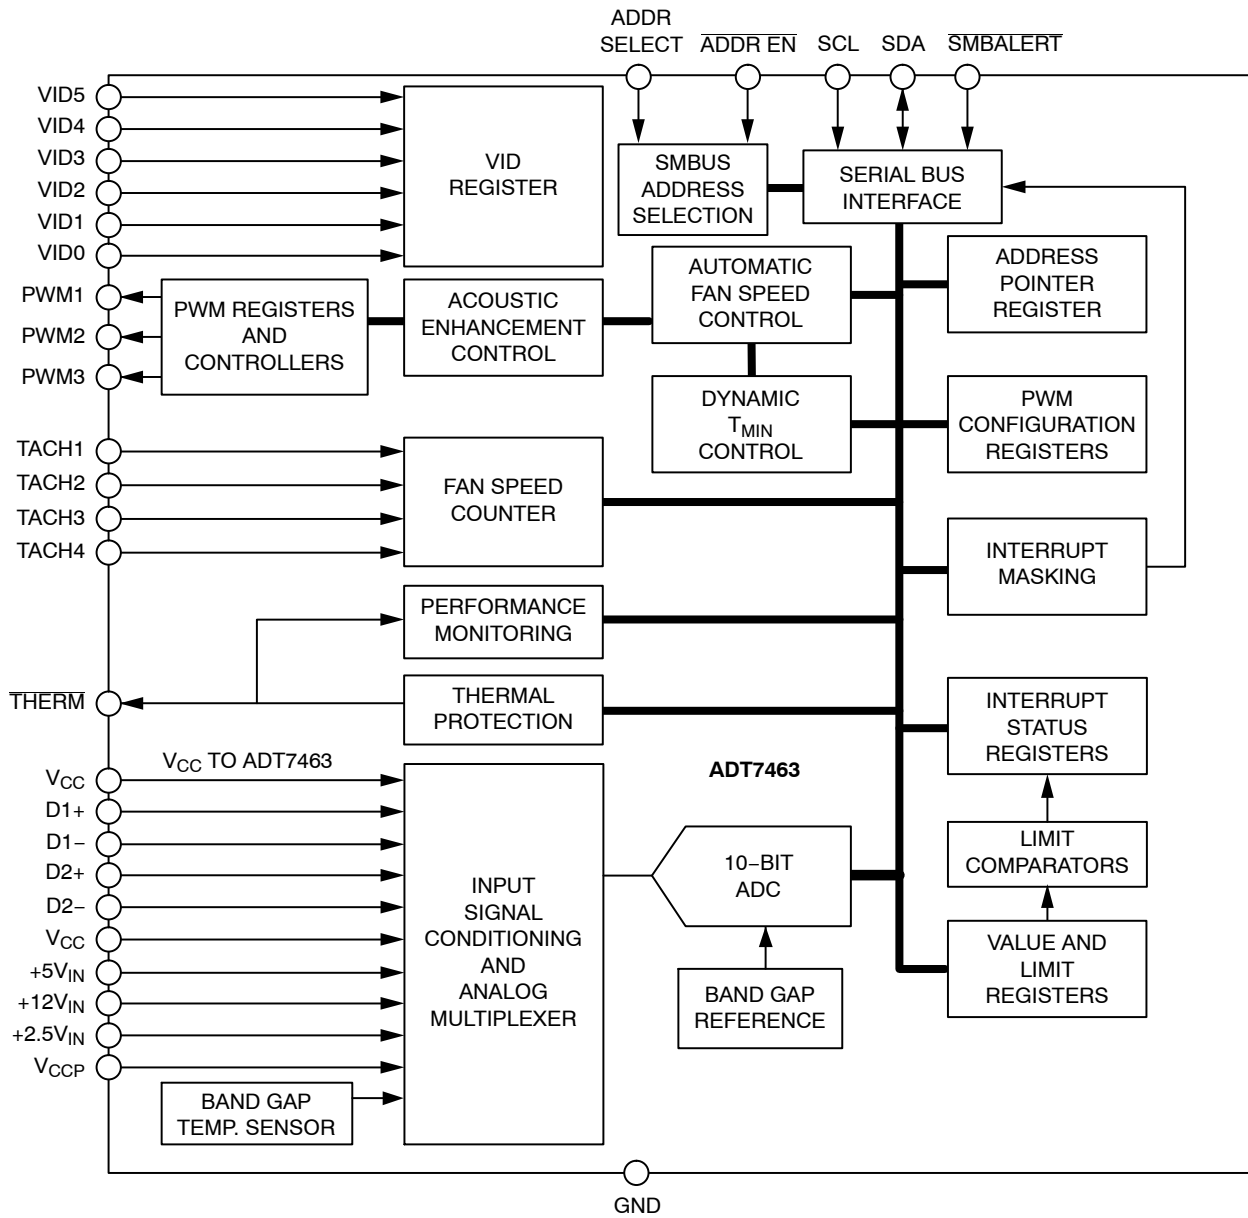 ADDR
SELECT
ADDR EN
SCL
SDA
SMBALERT
VID5
VID4
VID3
VID2
VID1
VID0
VID
REGISTER
SMBUS
ADDRESS
SELECTION
SERIAL BUS
INTERFACE
PWM1
PWM2
PWM3
PWM REGISTERS
AND
CONTROLLERS
ACOUSTIC
ENHANCEMENT
CONTROL
AUTOMATIC
FAN SPEED
CONTROL
ADDRESS
POINTER
REGISTER
DYNAMIC
TMIN
CONTROL
PWM
CONFIGURATION
REGISTERS
TACH1
TACH2
TACH3
TACH4
FAN SPEED
COUNTER
INTERRUPT
MASKING
PERFORMANCE
MONITORING
THERM
THERMAL
PROTECTION
INTERRUPT
STATUS
REGISTERS
VCC TO ADT7463
ADT7463
VCC
D1+
D1−
D2+
D2−
VCC
+5VIN
+12VIN
+2.5VIN
VCCP
INPUT
SIGNAL
CONDITIONING
AND
ANALOG
MULTIPLEXER
10−BIT
ADC
LIMIT
COMPARATORS
VALUE AND
LIMIT
REGISTERS
BAND GAP
REFERENCE
BAND GAP
TEMP. SENSOR
GND